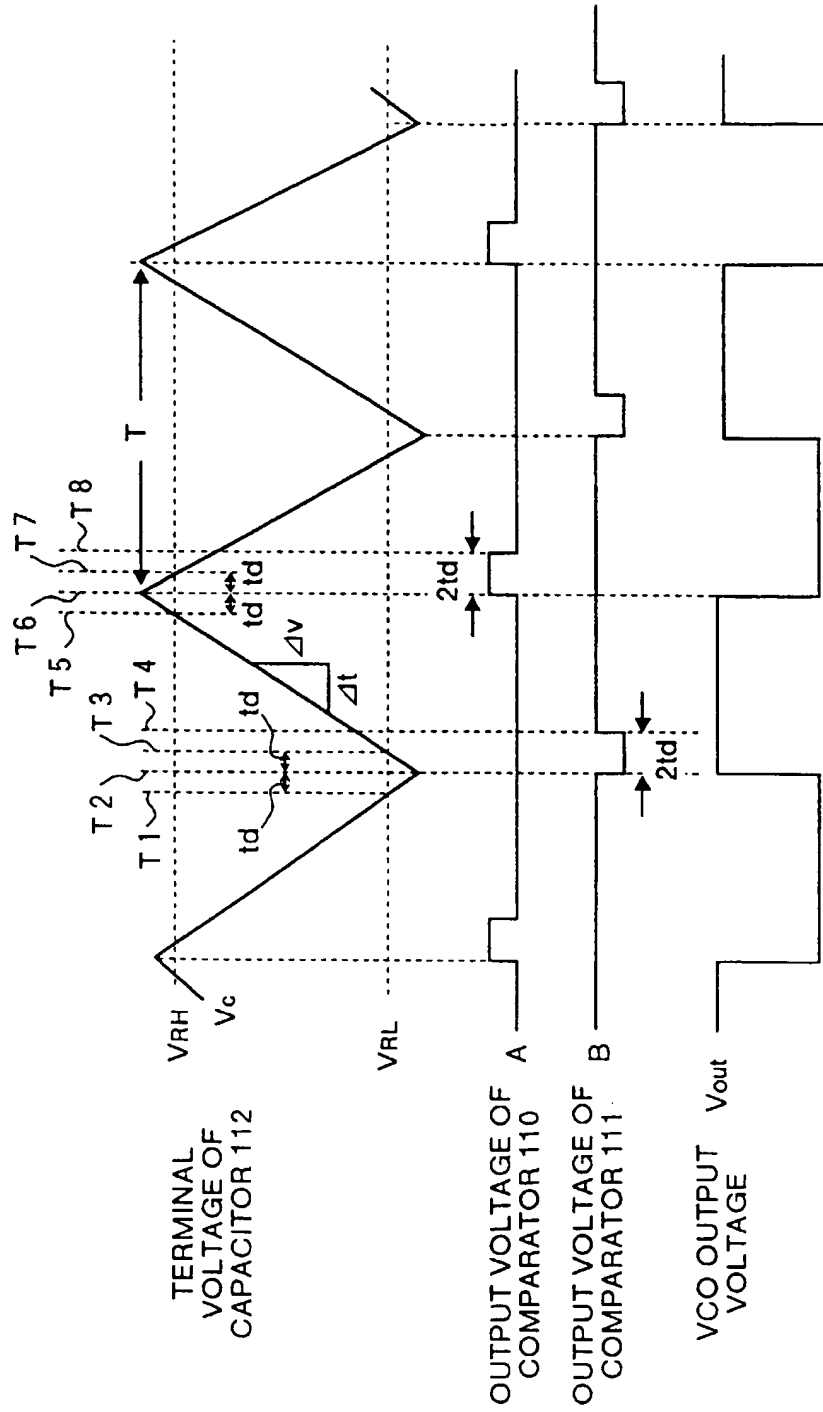 TERMINAL
VOLTAGE OF
CAPACITOR 112
VRH
Vc
VRL
T1
T2
T3
T4
T5
T6
T7
T8
T
td
td
td
td
Δv
Δt
OUTPUT VOLTAGE OF
COMPARATOR 110
A
2td
OUTPUT VOLTAGE OF
COMPARATOR 111
B
2td
VCO OUTPUT
VOLTAGE
Vout